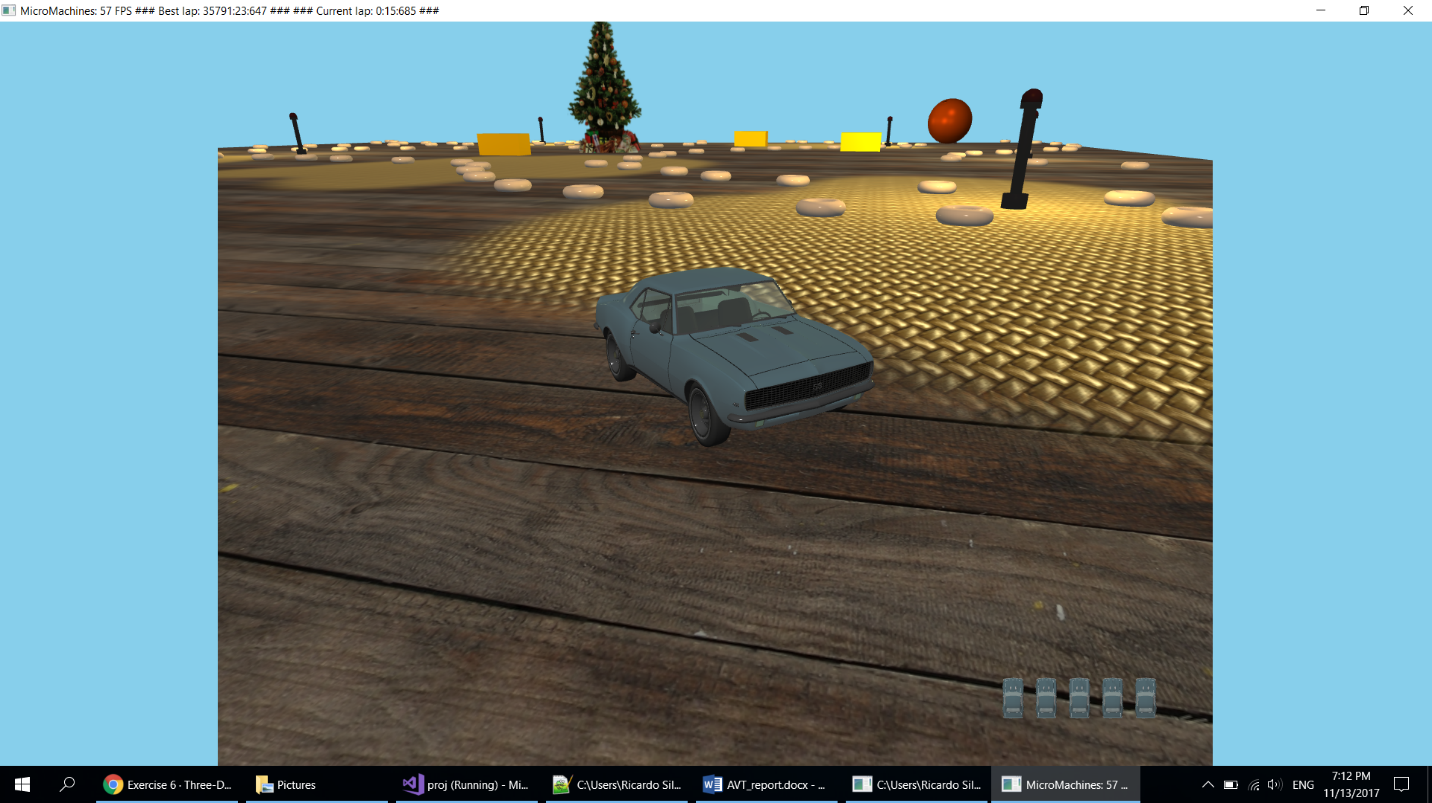 MicroMachines: 57 FPS ### Best lap: 35791:23:647 ### ### Current lap: 0:15:685 ###
SS
Exercise 6 - Three-D...
Pictures
proj (Running) - Mi...
C:\Users\Ricardo Sil...
AVT_report.docx - ...
C:\Users\Ricardo Sil...
MicroMachines: 57 ...
ENG
7:12 PM
11/13/2017